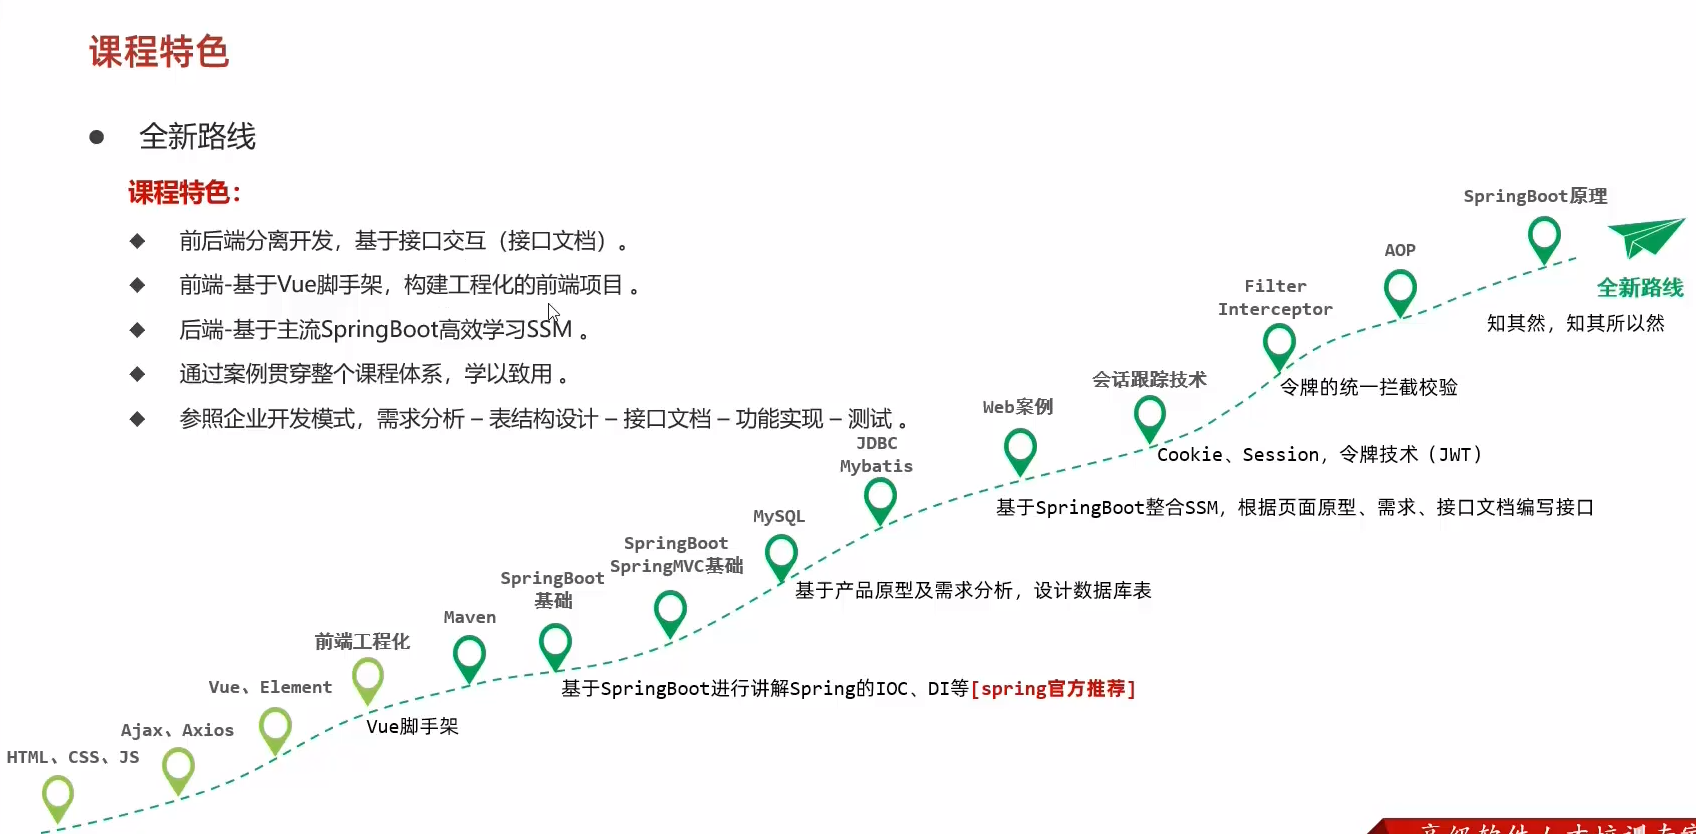 课程特色
● 全新路线
课程特色：
◆ 前后端分离开发，基于接口交互（接口文档）。
◆ 前端-基于Vue脚手架，构建工程化的前端项目 。
◆ 后端-基于主流SpringBoot高效学习SSM 。
◆ 通过案例贯穿整个课程体系，学以致用 。
◆ 参照企业开发模式，需求分析 – 表结构设计 – 接口文档 – 功能实现 – 测试 。
HTML、CSS、JS
Ajax、Axios
Vue、Element
前端工程化
Vue脚手架
Maven
SpringBoot
基础
基于SpringBoot进行讲解Spring的IOC、DI等[spring官方推荐]
SpringBoot
SpringMVC基础
MySQL
基于产品原型及需求分析，设计数据库表
JDBC
Mybatis
Web案例
基于SpringBoot整合SSM，根据页面原型、需求、接口文档编写接口
会话跟踪技术
Cookie、Session，令牌技术（JWT）
Filter
Interceptor
令牌的统一拦截校验
AOP
SpringBoot原理
知其然，知其所以然
全新路线